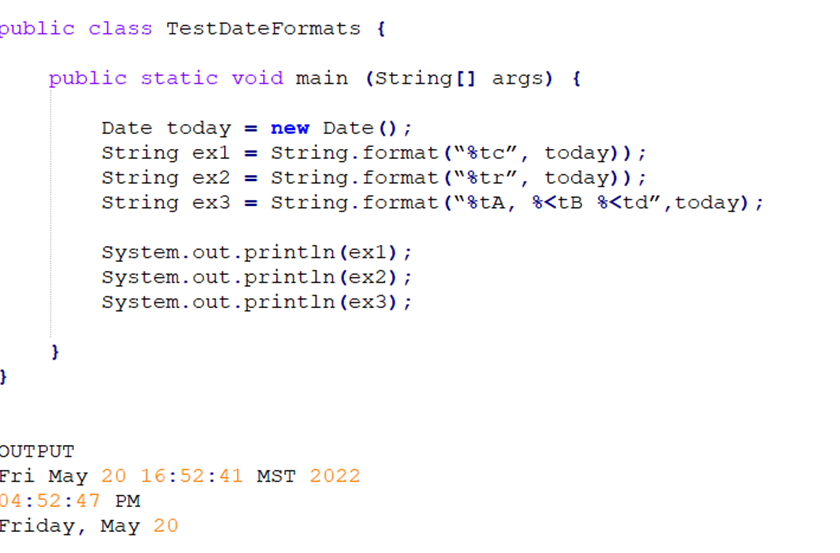 public class TestDateFormats {
public static void main (String[] args) {
Date today = new Date();
String ex1 = String.format(“%tc”, today));
String ex2 = String.format(“%tr”, today));
String ex3 = String.format(“%tA, %<tB %<td”,today);
System.out.println(ex1);
System.out.println(ex2);
System.out.println(ex3);
}
}
OUTPUT
Fri May 20 16:52:41 MST 2022
04:52:47 PM
Friday, May 20